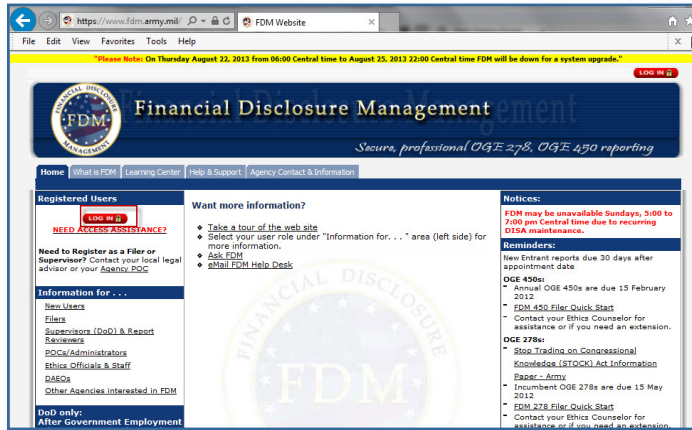 https://www.fdm.army.mil/
FDM Website
File Edit View Favorites Tools Help
"Please Note: On Thursday August 22, 2013 from 06:00 Central time to August 25, 2013 22:00 Central time FDM will be down for a system upgrade."
LOG IN
FINANCIAL DISCLOSURE
FDM
MANAGEMENT
Financial Disclosure Management
Secure, professional OGE 278, OGE 450 reporting
Home What is FDM Learning Center Help & Support Agency Contact & Information
Registered Users
LOG IN
NEED ACCESS ASSISTANCE?
Need to Register as a Filer or
Supervisor? Contact your local legal
advisor or your Agency POC
Information for . . .
New Users
Filers
Supervisors (DoD) & Report
Reviewers
POCs/Administrators
Ethics Officials & Staff
DAEOs
Other Agencies interested in FDM
DoD only:
After Government Employment
Want more information?
Take a tour of the web site
Select your user role under "Information for. . . " area (left side) for
more information.
Ask FDM
eMail FDM Help Desk
FINANCIAL DISCLOSURE
FDM
Notices:
FDM may be unavailable Sundays, 5:00 to
7:00 pm Central time due to recurring
DISA maintenance.
Reminders:
New Entrant reports due 30 days after
appointment date
OGE 450s:
- Annual OGE 450s are due 15 February
2012
- FDM 450 Filer Quick Start
- Contact your Ethics Counselor for
assistance or if you need an extension.
OGE 278s:
- Stop Trading on Congressional
Knowledge (STOCK) Act Information
Paper - Army
- Incumbent OGE 278s are due 15 May
2012
- FDM 278 Filer Quick Start
- Contact your Ethics Counselor for
assistance or if you need an extension.